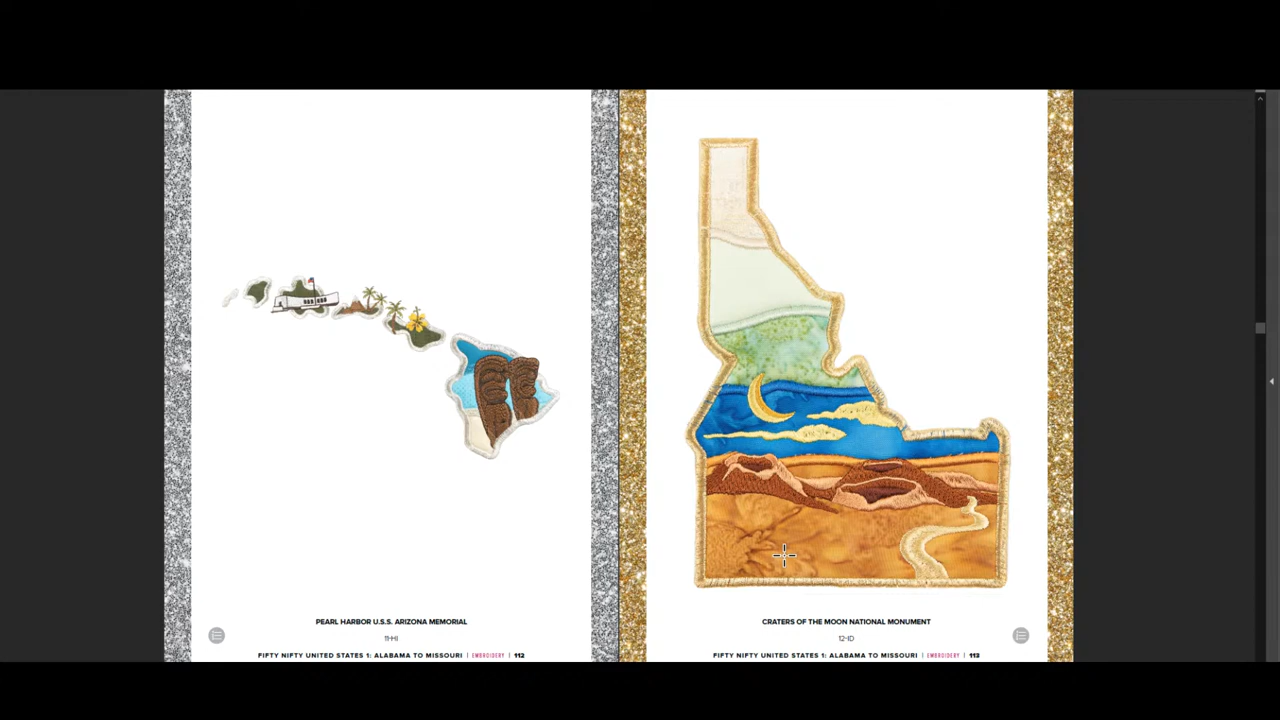 PEARL HARBOR U.S.S. ARIZONA MEMORIAL
11-HI
FIFTY NIFTY UNITED STATES 1: ALABAMA TO MISSOURI | EMBROIDERY | 112
CRATERS OF THE MOON NATIONAL MONUMENT
12-ID
FIFTY NIFTY UNITED STATES 1: ALABAMA TO MISSOURI | EMBROIDERY | 113